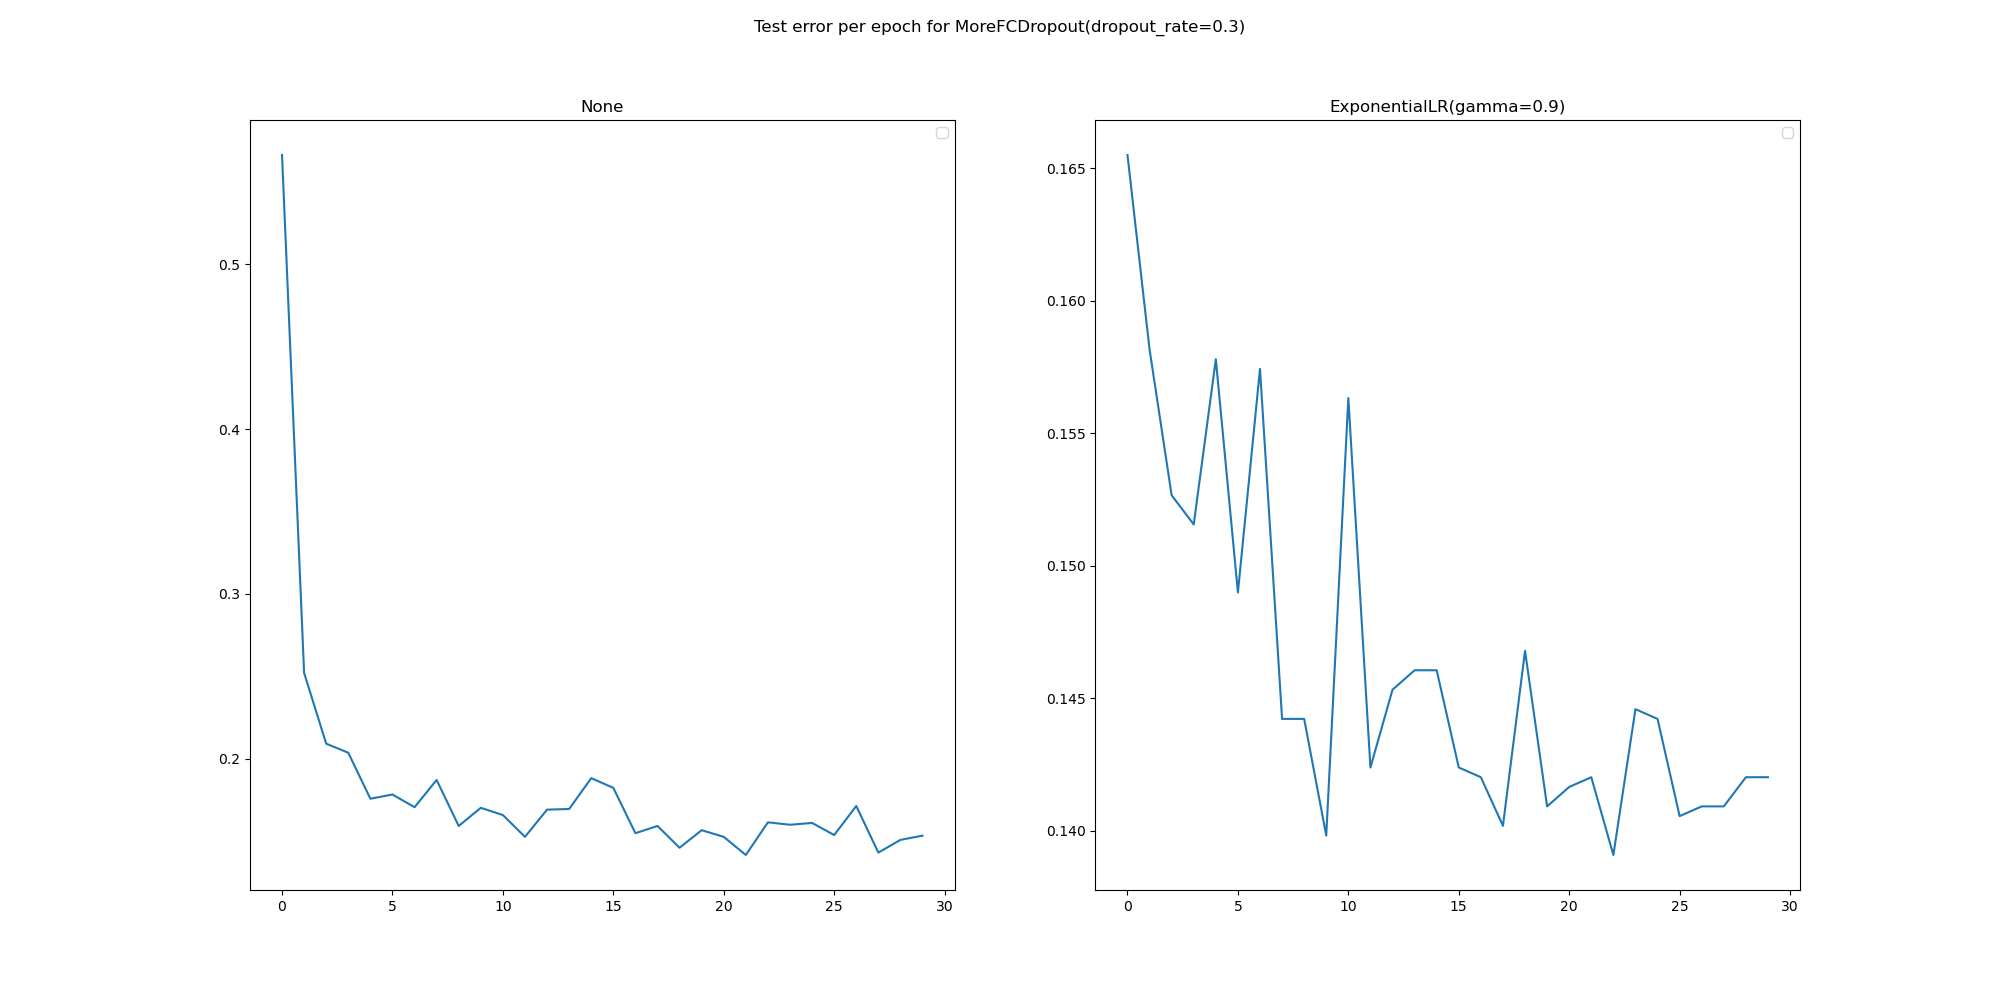 Test error per epoch for MoreFCDropout(dropout_rate=0.3)
None
0.5
0.4
0.3
0.2
0 5 10 15 20 25 30
ExponentialLR(gamma=0.9)
0.165
0.160
0.155
0.150
0.145
0.140
0 5 10 15 20 25 30